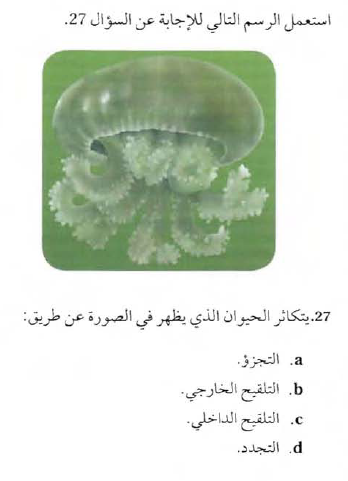 استعمل الرسم التالي للإجابة عن السؤال 27.
27. يتكاثر الحيوان الذي يظهر في الصورة عن طريق:
a. التجزؤ.
b. التلقيح الخارجي.
c. التلقيح الداخلي.
d. التجدد.